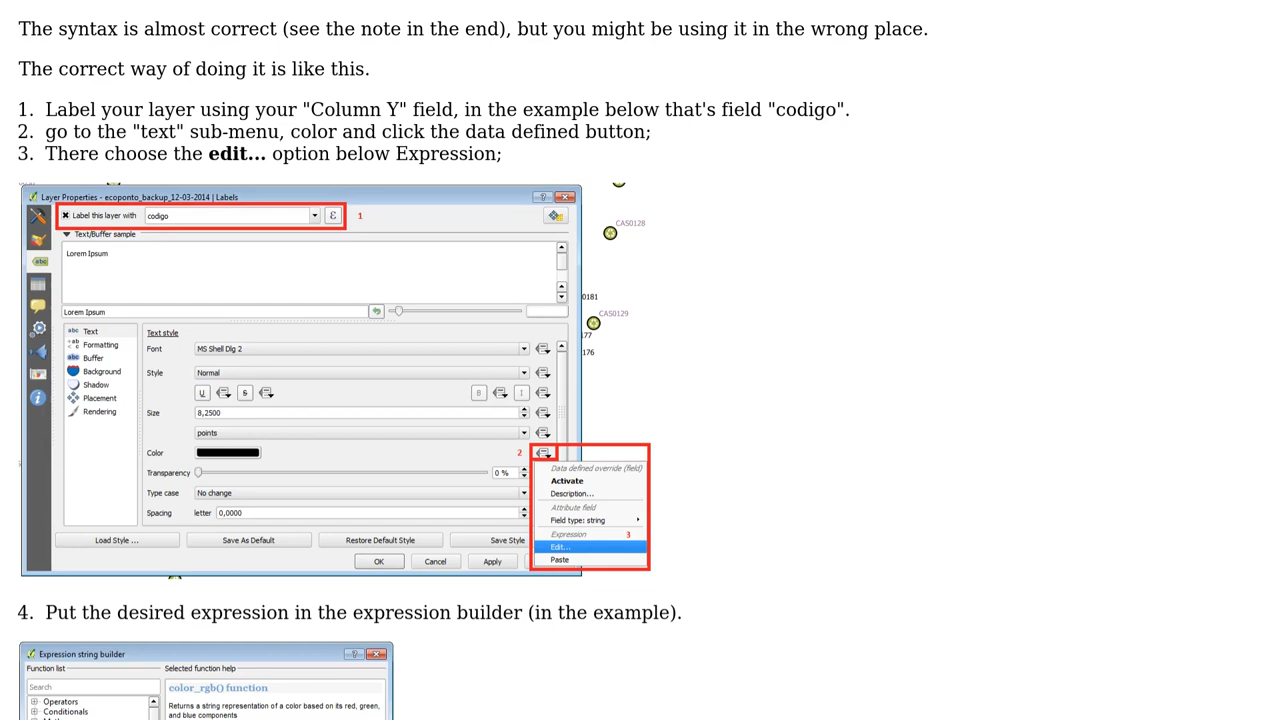 The syntax is almost correct (see the note in the end), but you might be using it in the wrong place.
The correct way of doing it is like this.
1. Label your layer using your "Column Y" field, in the example below that's field "codigo".
2. go to the "text" sub-menu, color and click the data defined button;
3. There choose the edit... option below Expression;
Layer Properties - ecoponto_backup_12-03-2014 | Labels
Label this layer with codigo ε 1
Text/Buffer sample
Lorem Ipsum
Lorem Ipsum
CAS0128
0181
CAS0129
77
176
abc Text
Formatting
abc Buffer
Background
Shadow
Placement
Rendering
Text style
Font MS Shell Dlg 2
Style Normal
U S B I
Size 8,2500
points
Color 2
Transparency 0 %
Type case No change
Spacing letter 0,0000
Data defined override (field)
Activate
Description...
Attribute field
Field type: string
Expression 3
Edit...
Paste
Load Style ... Save As Default Restore Default Style Save Style
OK Cancel Apply
4. Put the desired expression in the expression builder (in the example).
Expression string builder
Function list
Search
Operators
Conditionals
Selected function help
color_rgb() function
Returns a string representation of a color based on its red, green,
and blue components